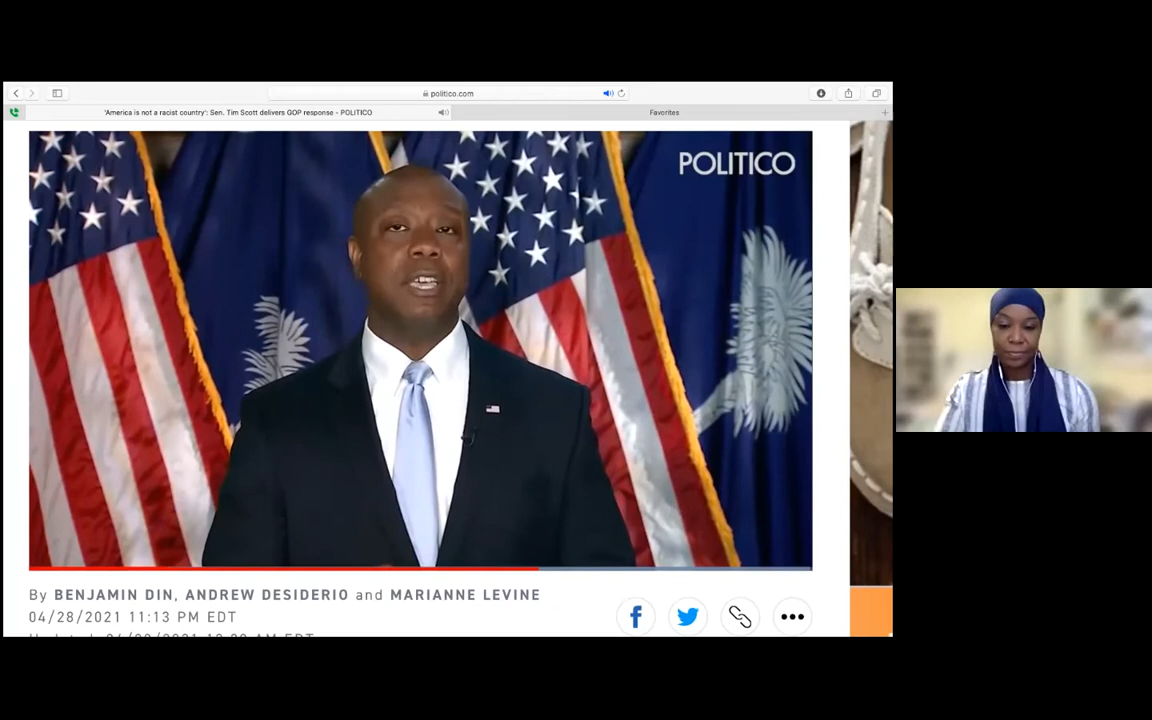 politico.com
'America is not a racist country': Sen. Tim Scott delivers GOP response - POLITICO
Favorites
POLITICO
By BENJAMIN DIN, ANDREW DESIDERIO and MARIANNE LEVINE
04/28/2021 11:13 PM EDT